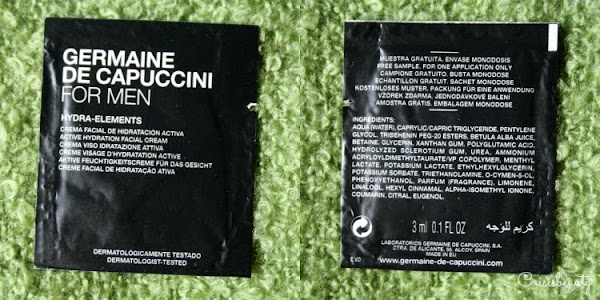 GERMAINE
DE CAPUCCINI
FOR MEN
HYDRA-ELEMENTS
CREMA FACIAL DE HIDRATACIÓN ACTIVA
ACTIVE HYDRATION FACIAL CREAM
CREMA VISO IDRATAZIONE ATTIVA
CRÈME VISAGE D'HYDRATATION ACTIVE
AKTIVE FEUCHTIGKEITSCREME FÜR DAS GESICHT
CREME FACIAL DE HIDRATAÇÃO ATIVA
DERMATOLÓGICAMENTE TESTADO
DERMATOLOGIST-TESTED
MUESTRA GRATUITA. ENVASE MONODOSIS
FREE SAMPLE. FOR ONE APPLICATION ONLY
CAMPIONE GRATUITO. BUSTA MONODOSE
ÉCHANTILLON GRATUIT. SACHET MONODOSE
KOSTENLOSES MUSTER. PACKUNG FÜR EINE ANWENDUNG
VZOREK ZDARMA. JEDNODÁVKOVÉ BALENÍ
AMOSTRA GRATIS. EMBALAGEM MONODOSE
INGREDIENTS:
AQUA (WATER), CAPRYLIC/CAPRIC TRIGLYCERIDE, PENTYLENE
GLYCOL, TRIBEHENIN PEG-20 ESTERS, BETULA ALBA JUICE,
BETAINE, GLYCERIN, XANTHAN GUM, POLYGLUTAMIC ACID,
HYDROLYZED SCLEROTIUM GUM, UREA, AMMONIUM
ACRYLOYLDIMETHYLTAURATE/VP COPOLYMER, MENTHYL
LACTATE, POTASSIUM LACTATE, ETHYLHEXYLGLYCERIN,
POTASSIUM SORBATE, TRIETHANOLAMINE, O-CYMEN-5-OL,
PHENOXYETHANOL, PARFUM (FRAGRANCE), LIMONENE,
LINALOOL, HEXYL CINNAMAL, ALPHA-ISOMETHYL IONONE,
COUMARIN, CITRAL, EUGENOL.
3 ml 0.1 FL OZ كريم للوجه
LABORATORIOS GERMAINE DE CAPUCCINI, S.A.
CTRA. DE ALICANTE, 88. ALCOY. SPAIN
MADE IN EU
www.germaine-de-capuccini.com